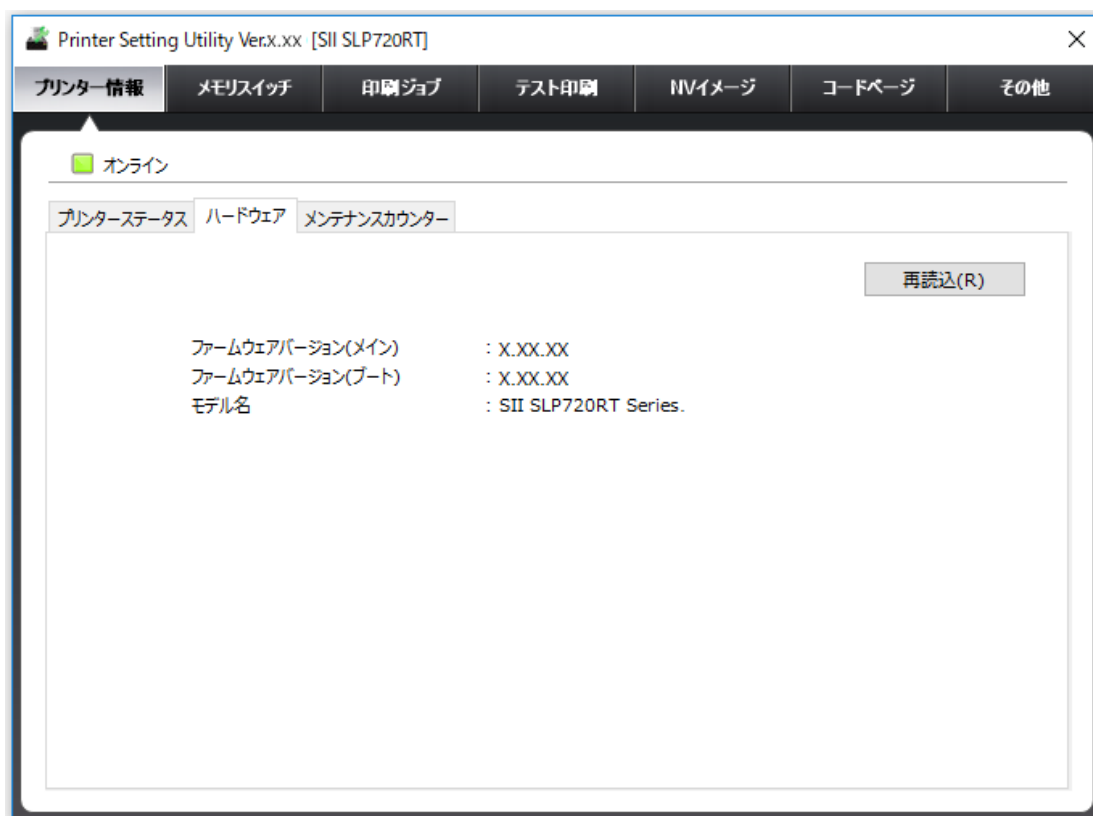 Printer Setting Utility Ver.x.xx [SII SLP720RT]
プリンター情報 メモリスイッチ 印刷ジョブ テスト印刷 NVイメージ コードページ その他
オンライン
プリンターステータス ハードウェア メンテナンスカウンター
再読込(R)
ファームウェアバージョン(メイン) : X.XX.XX
ファームウェアバージョン(ブート) : X.XX.XX
モデル名 : SII SLP720RT Series.